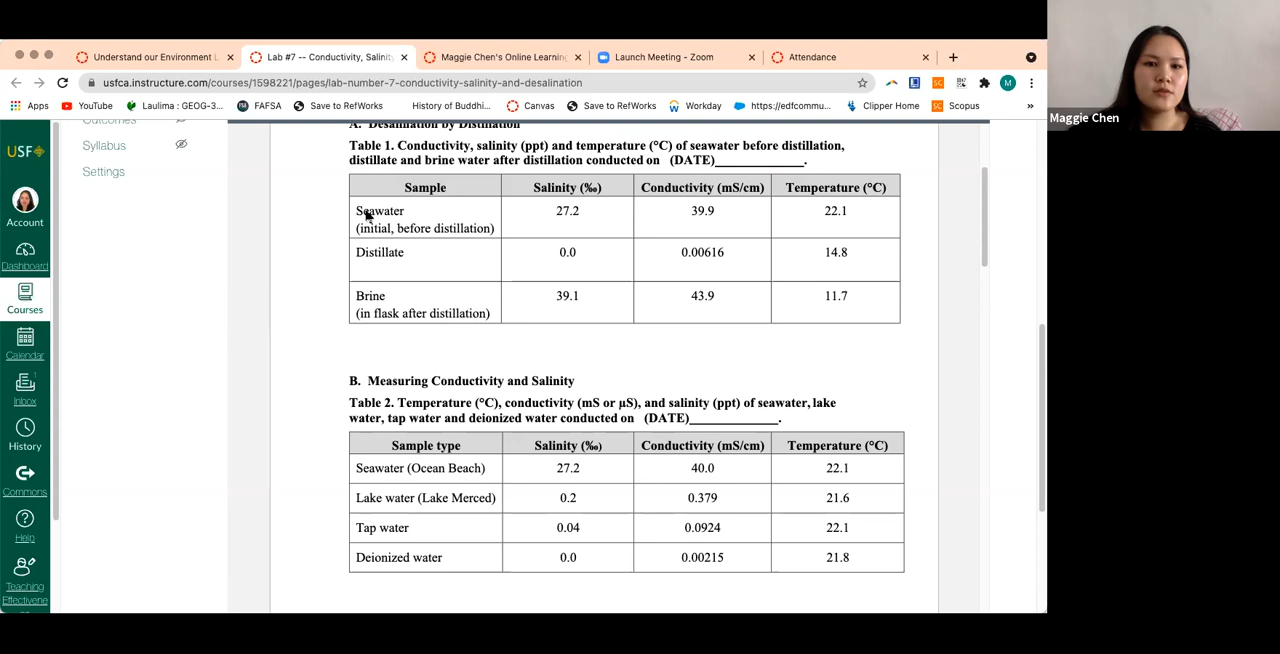 Understand our Environment L
Lab #7 -- Conductivity, Salinity
Maggie Chen's Online Learning
Launch Meeting - Zoom
Attendance
usfca.instructure.com/courses/1598221/pages/lab-number-7-conductivity-salinity-and-desalination
Apps YouTube Laulima : GEOG-3... FAFSA Save to RefWorks History of Buddhi... Canvas Save to RefWorks Workday https://edfcommu... Clipper Home Scopus »
Maggie Chen
USF
Account
Dashboard
Courses
Calendar
Inbox
History
Commons
Help
Teaching
Effectivene
Outcomes
Syllabus
Settings
A. Desalination by Distillation
Table 1. Conductivity, salinity (ppt) and temperature (°C) of seawater before distillation,
distillate and brine water after distillation conducted on (DATE)____________.
Sample Salinity (‰) Conductivity (mS/cm) Temperature (°C)
Seawater 27.2 39.9 22.1
(initial, before distillation)
Distillate 0.0 0.00616 14.8
Brine 39.1 43.9 11.7
(in flask after distillation)
B. Measuring Conductivity and Salinity
Table 2. Temperature (°C), conductivity (mS or µS), and salinity (ppt) of seawater, lake
water, tap water and deionized water conducted on (DATE)____________.
Sample type Salinity (‰) Conductivity (mS/cm) Temperature (°C)
Seawater (Ocean Beach) 27.2 40.0 22.1
Lake water (Lake Merced) 0.2 0.379 21.6
Tap water 0.04 0.0924 22.1
Deionized water 0.0 0.00215 21.8